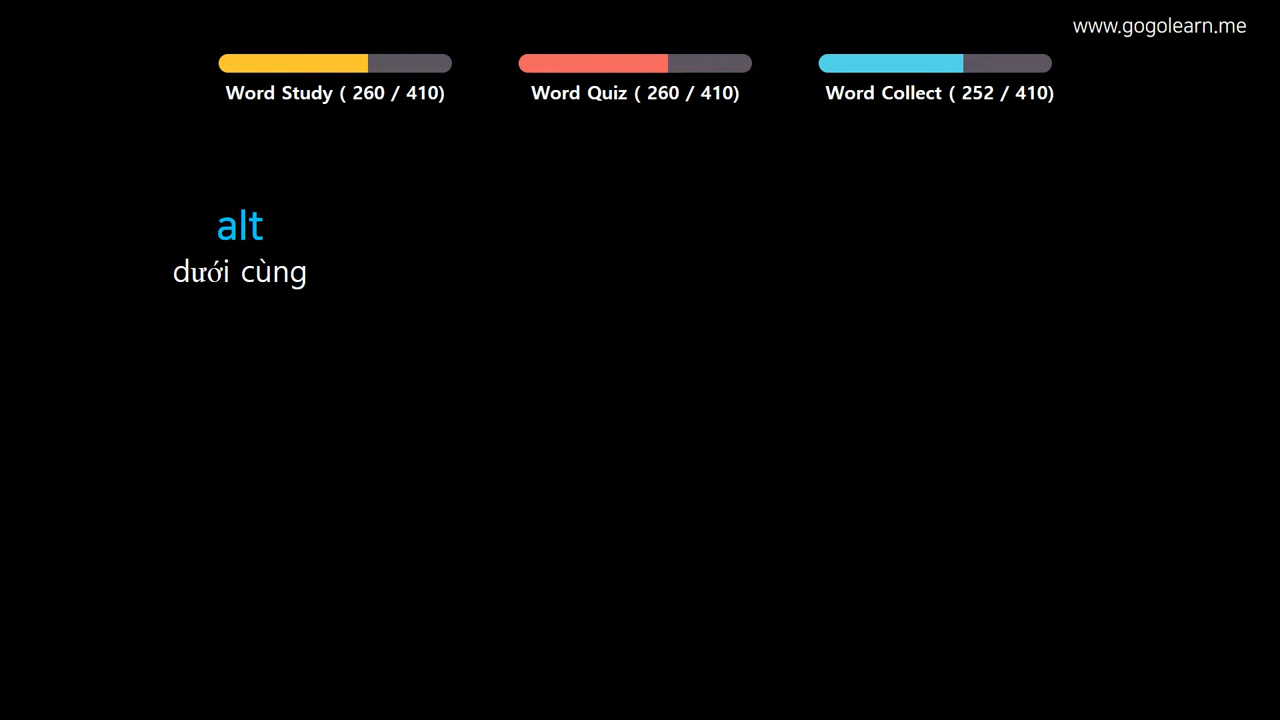 www.gogolearn.me
Word Study ( 260 / 410)
Word Quiz ( 260 / 410)
Word Collect ( 252 / 410)
alt
dưới cùng